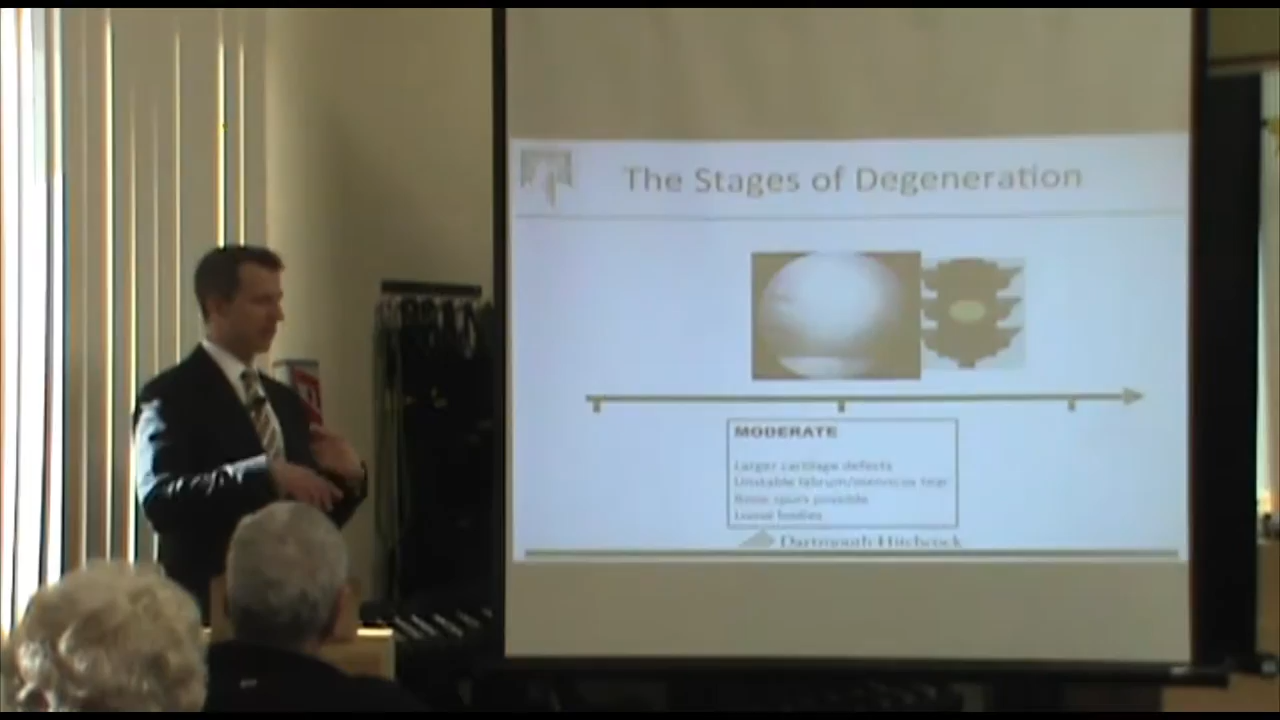 The Stages of Degeneration
MODERATE
Larger cartilage defects
Unstable labrum/meniscus tear
Bone spurs possible
Loose bodies
Dartmouth-Hitchcock